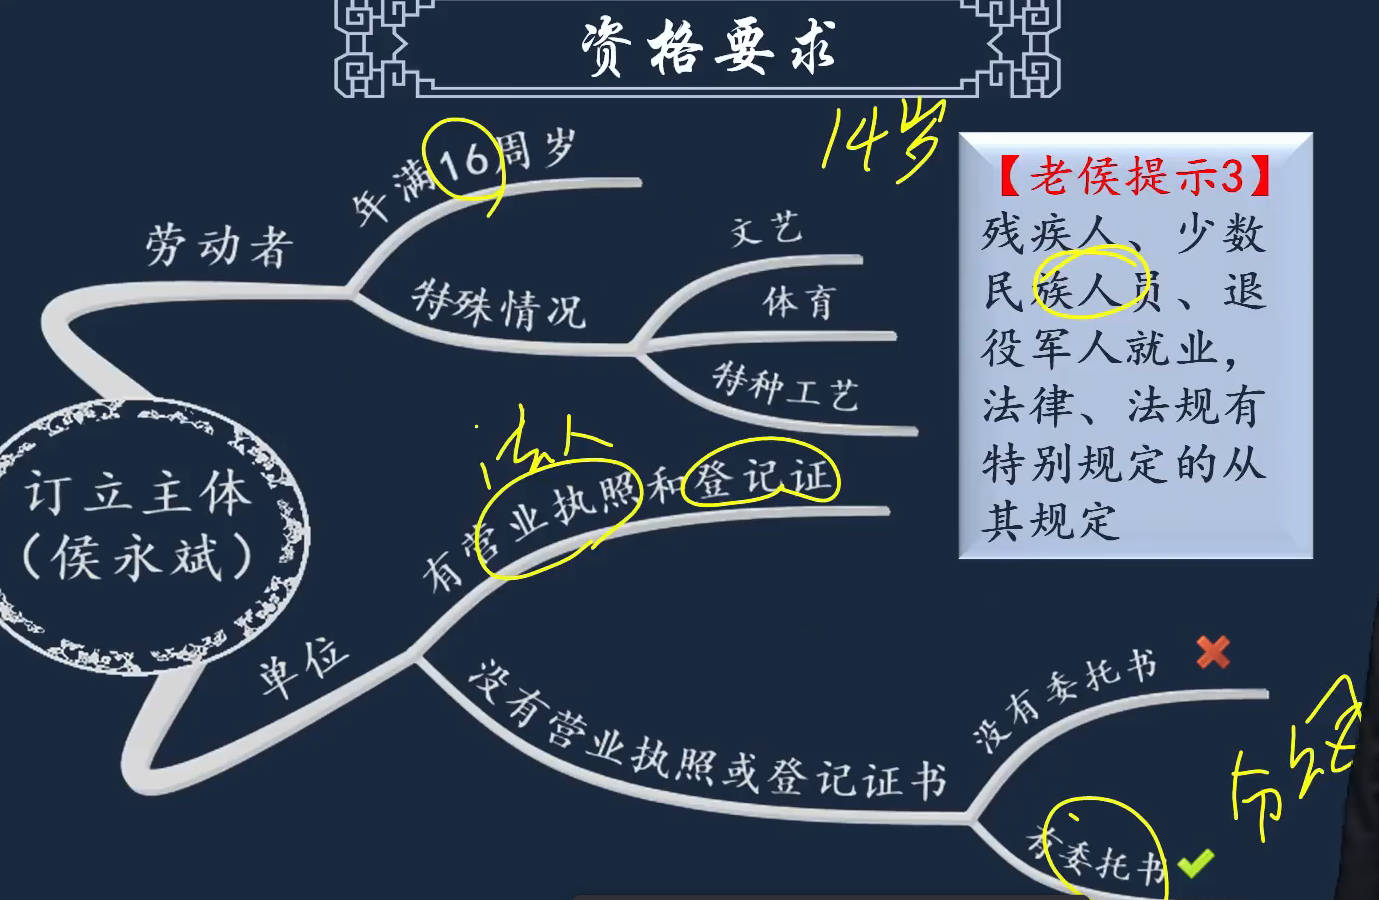 资格要求
14岁
年满16周岁
劳动者
特殊情况
文艺
体育
特种工艺
【老侯提示3】
残疾人、少数
民族人员、退
役军人就业，
法律、法规有
特别规定的从
其规定
订立主体
（侯永斌）
法人
有营业执照和登记证
单位
没有营业执照或登记证书
没有委托书
有委托书